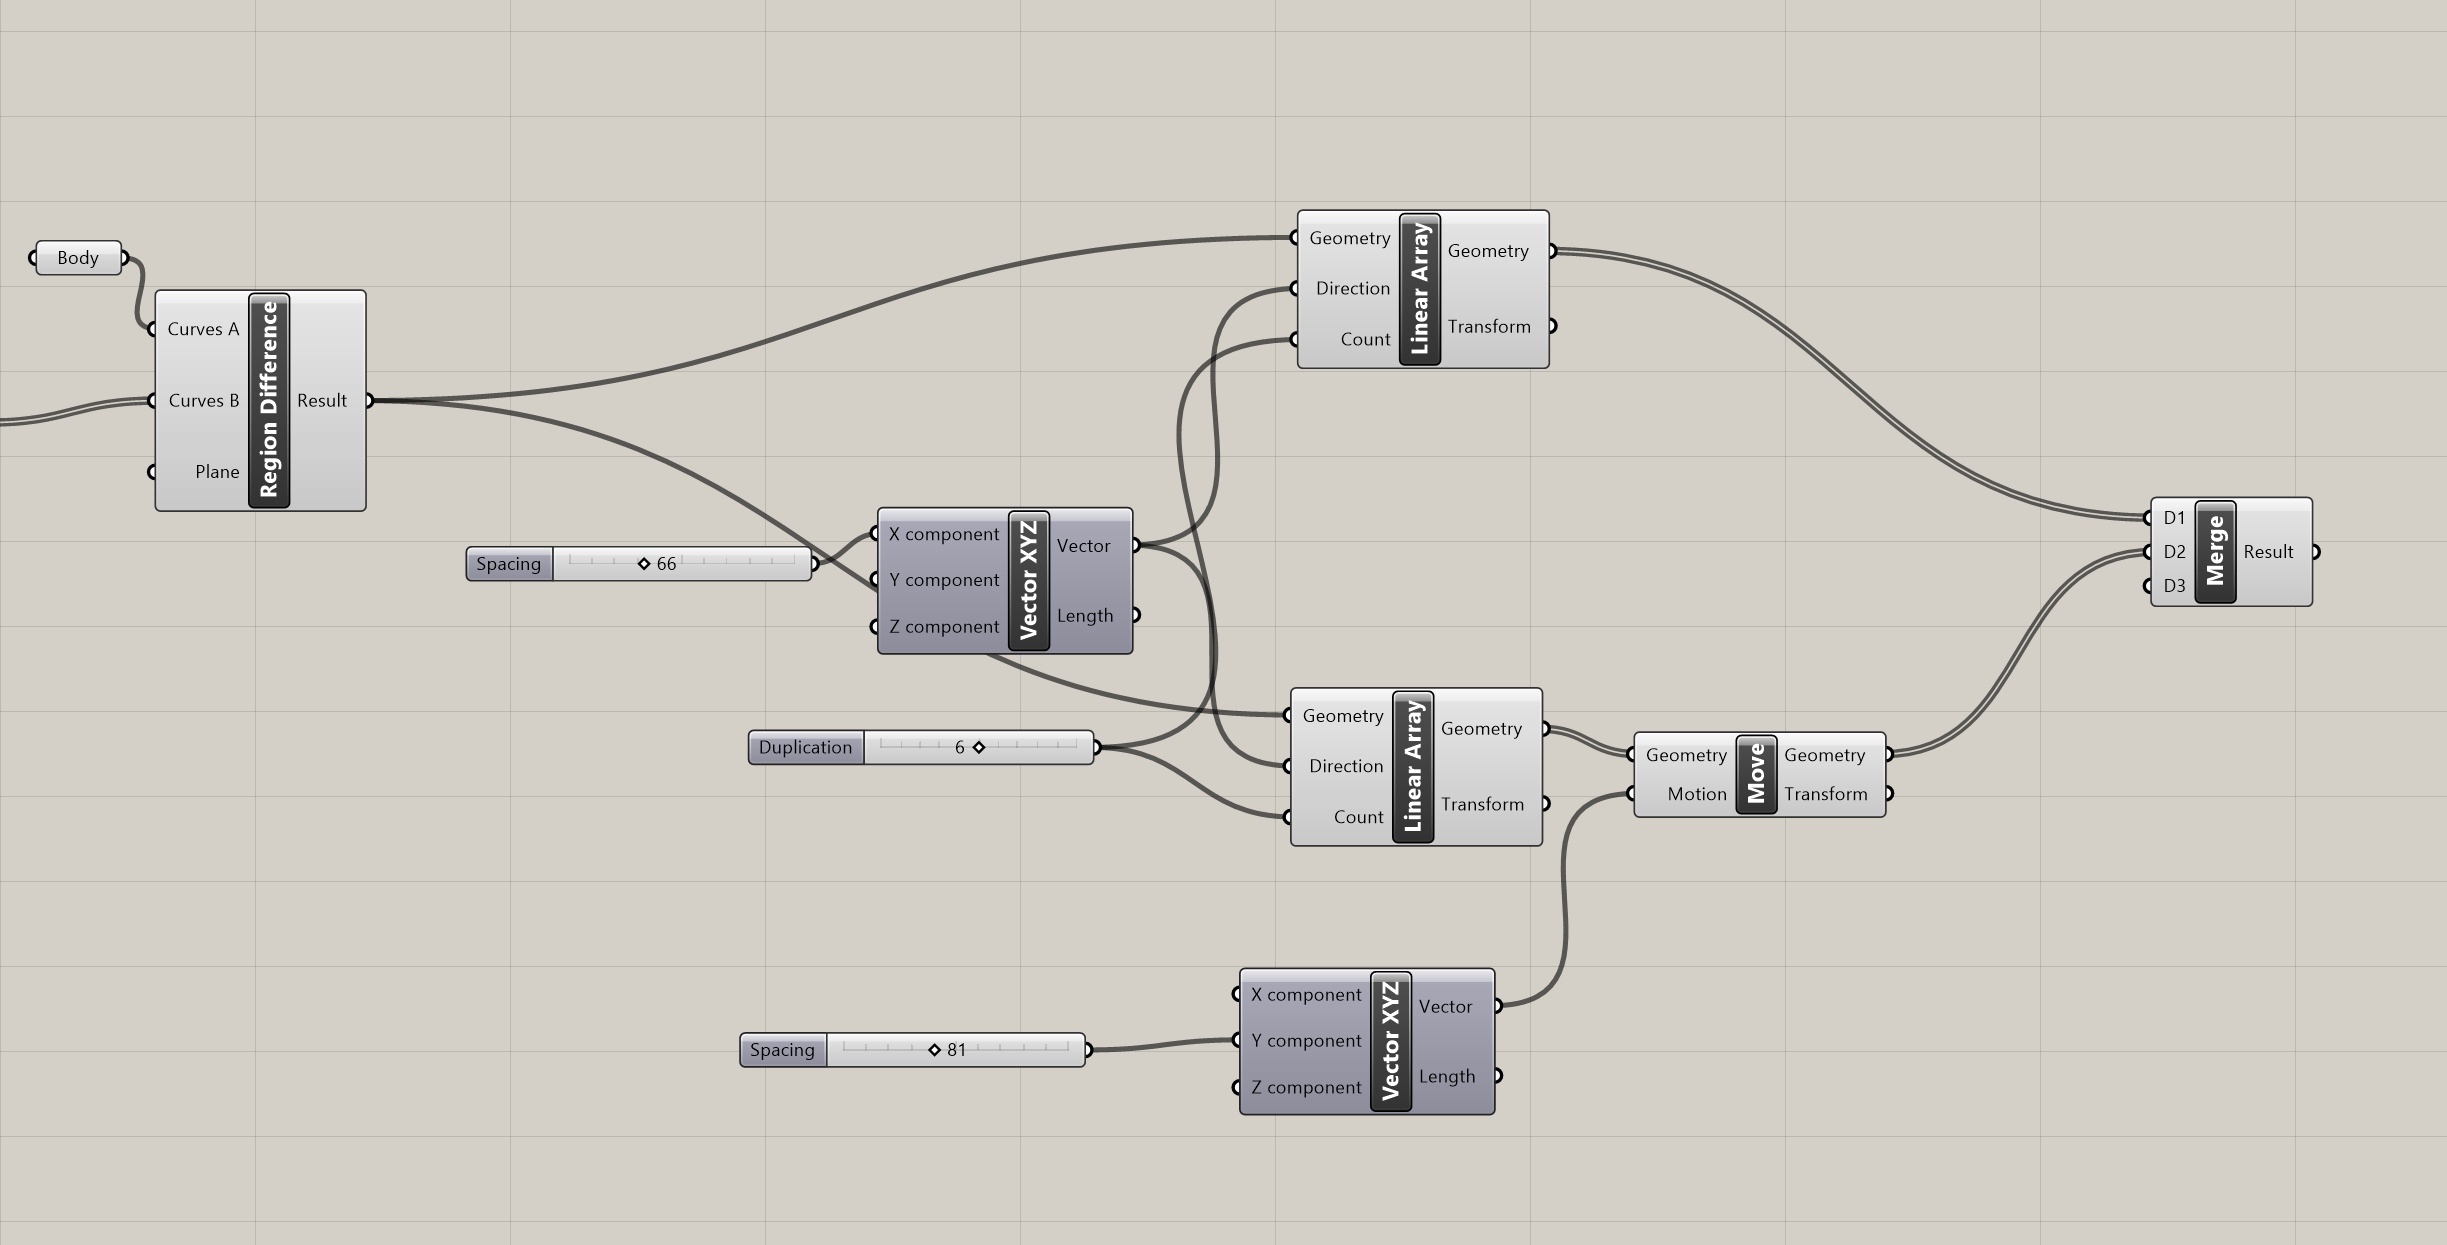 Body
Curves A
Curves B
Plane
Region Difference
Result
Spacing
66
X component
Y component
Z component
Vector XYZ
Vector
Length
Duplication
6
Geometry
Direction
Count
Linear Array
Geometry
Transform
Geometry
Direction
Count
Linear Array
Geometry
Transform
Spacing
81
X component
Y component
Z component
Vector XYZ
Vector
Length
Geometry
Motion
Move
Geometry
Transform
D1
D2
D3
Merge
Result